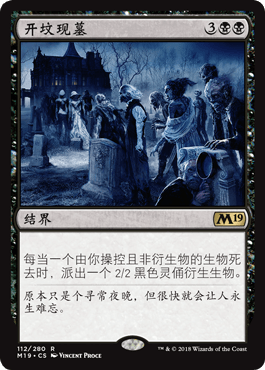 开坟现墓 3
结界 M19
每当一个由你操控且非衍生物的生物死
去时，派出一个 2/2 黑色灵俑衍生生物。
原本只是个寻常夜晚，但很快就会让人永
生难忘。
112/280 R
M19 • CS VINCENT PROCE
™ & © 2018 Wizards of the Coast